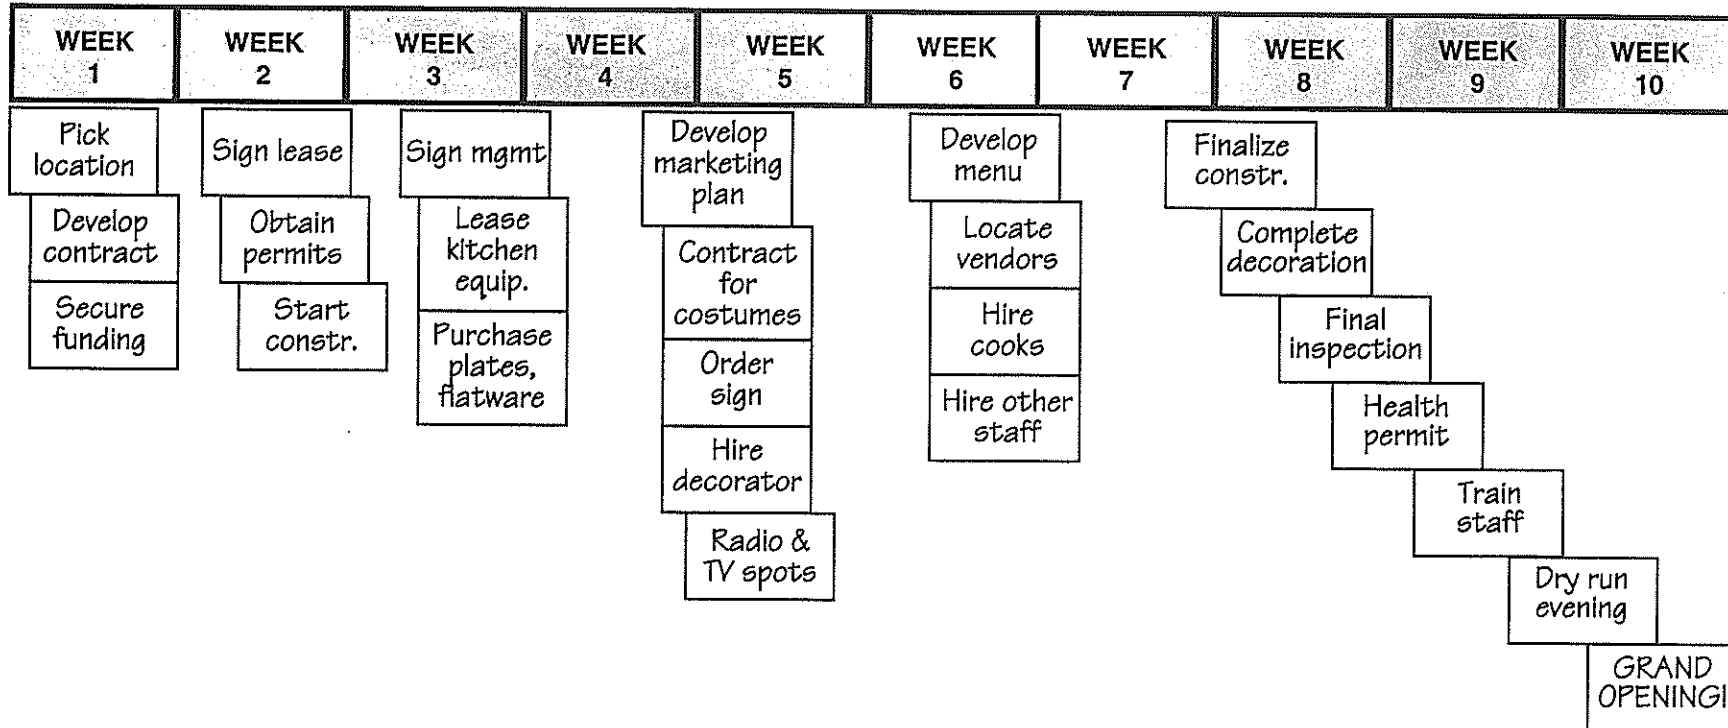 WEEK
1
WEEK
2
WEEK
3
WEEK
4
WEEK
5
WEEK
6
WEEK
7
WEEK
8
WEEK
9
WEEK
10
Pick
location
Develop
contract
Secure
funding
Sign lease
Obtain
permits
Start
constr.
Sign mgmt
Lease
kitchen
equip.
Purchase
plates,
flatware
Develop
marketing
plan
Contract
for
costumes
Order
sign
Hire
decorator
Radio &
TV spots
Develop
menu
Locate
vendors
Hire
cooks
Hire other
staff
Finalize
constr.
Complete
decoration
Final
inspection
Health
permit
Train
staff
Dry run
evening
GRAND
OPENING!